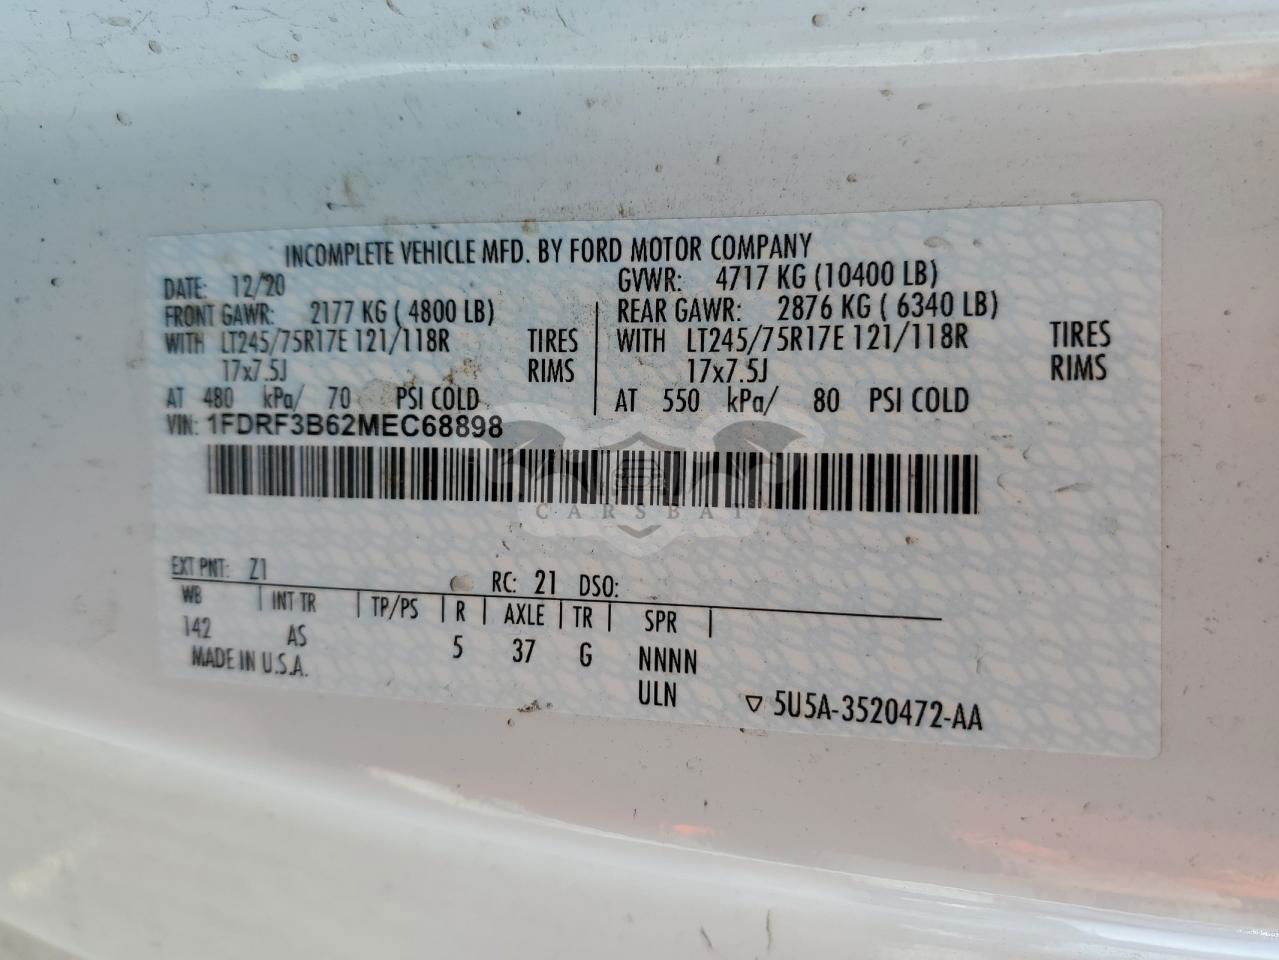 INCOMPLETE VEHICLE MFD. BY FORD MOTOR COMPANY
DATE: 12/20 GVWR: 4717 KG (10400 LB)
FRONT GAWR: 2177 KG ( 4800 LB) REAR GAWR: 2876 KG ( 6340 LB)
WITH LT245/75R17E 121/118R TIRES WITH LT245/75R17E 121/118R TIRES
17x7.5J RIMS 17x7.5J RIMS
AT 480 kPa/ 70 PSI COLD AT 550 kPa/ 80 PSI COLD
VIN: 1FDRF3B62MEC68898
CARSBAT
EXT PNT: Z1 RC: 21 DSO:
WB INT TR TP/PS R AXLE TR SPR
142 AS 5 37 G NNNN
MADE IN U.S.A. ULN ▽ 5U5A-3520472-AA